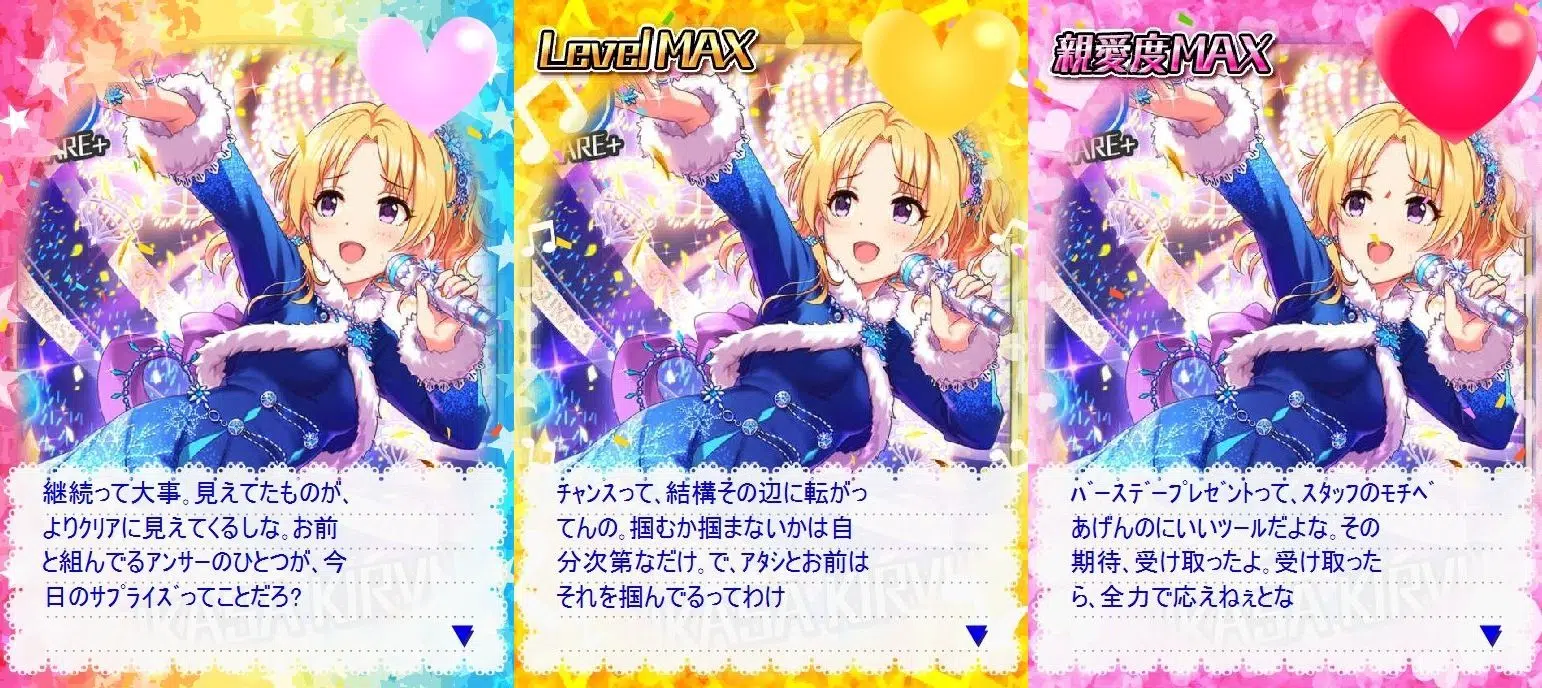 ARE+
継続って大事。見えてたものが、
よりｸﾘｱに見えてくるしな。お前
と組んでるｱﾝｻｰのひとつが、今
日のｻﾌﾟﾗｲｽﾞってことだろ?
Level MAX
ARE+
ﾁｬﾝｽって、結構その辺に転がっ
てんの。掴むか掴まないかは自
分次第なだけ。で、ｱﾀｼとお前は
それを掴んでるってわけ
親愛度MAX
ARE+
ﾊﾞｰｽﾃﾞｰﾌﾟﾚｾﾞﾝﾄって、ｽﾀｯﾌのﾓﾁﾍﾞ
あげんのにいいツールだよな。その
期待、受け取ったよ。受け取った
ら、全力で応えねぇとな